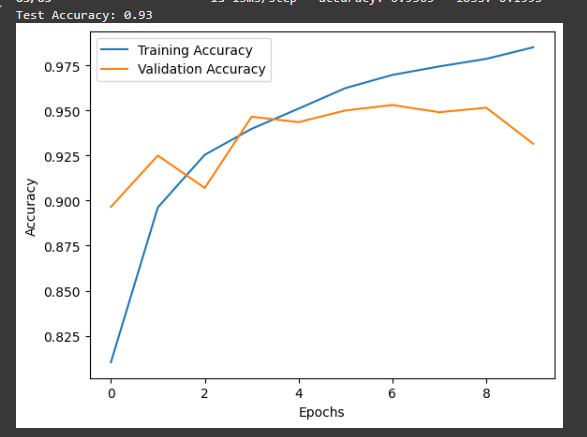 Test Accuracy: 0.93
Training Accuracy
Validation Accuracy
0.975
0.950
0.925
0.900
0.875
0.850
0.825
Accuracy
0 2 4 6 8
Epochs